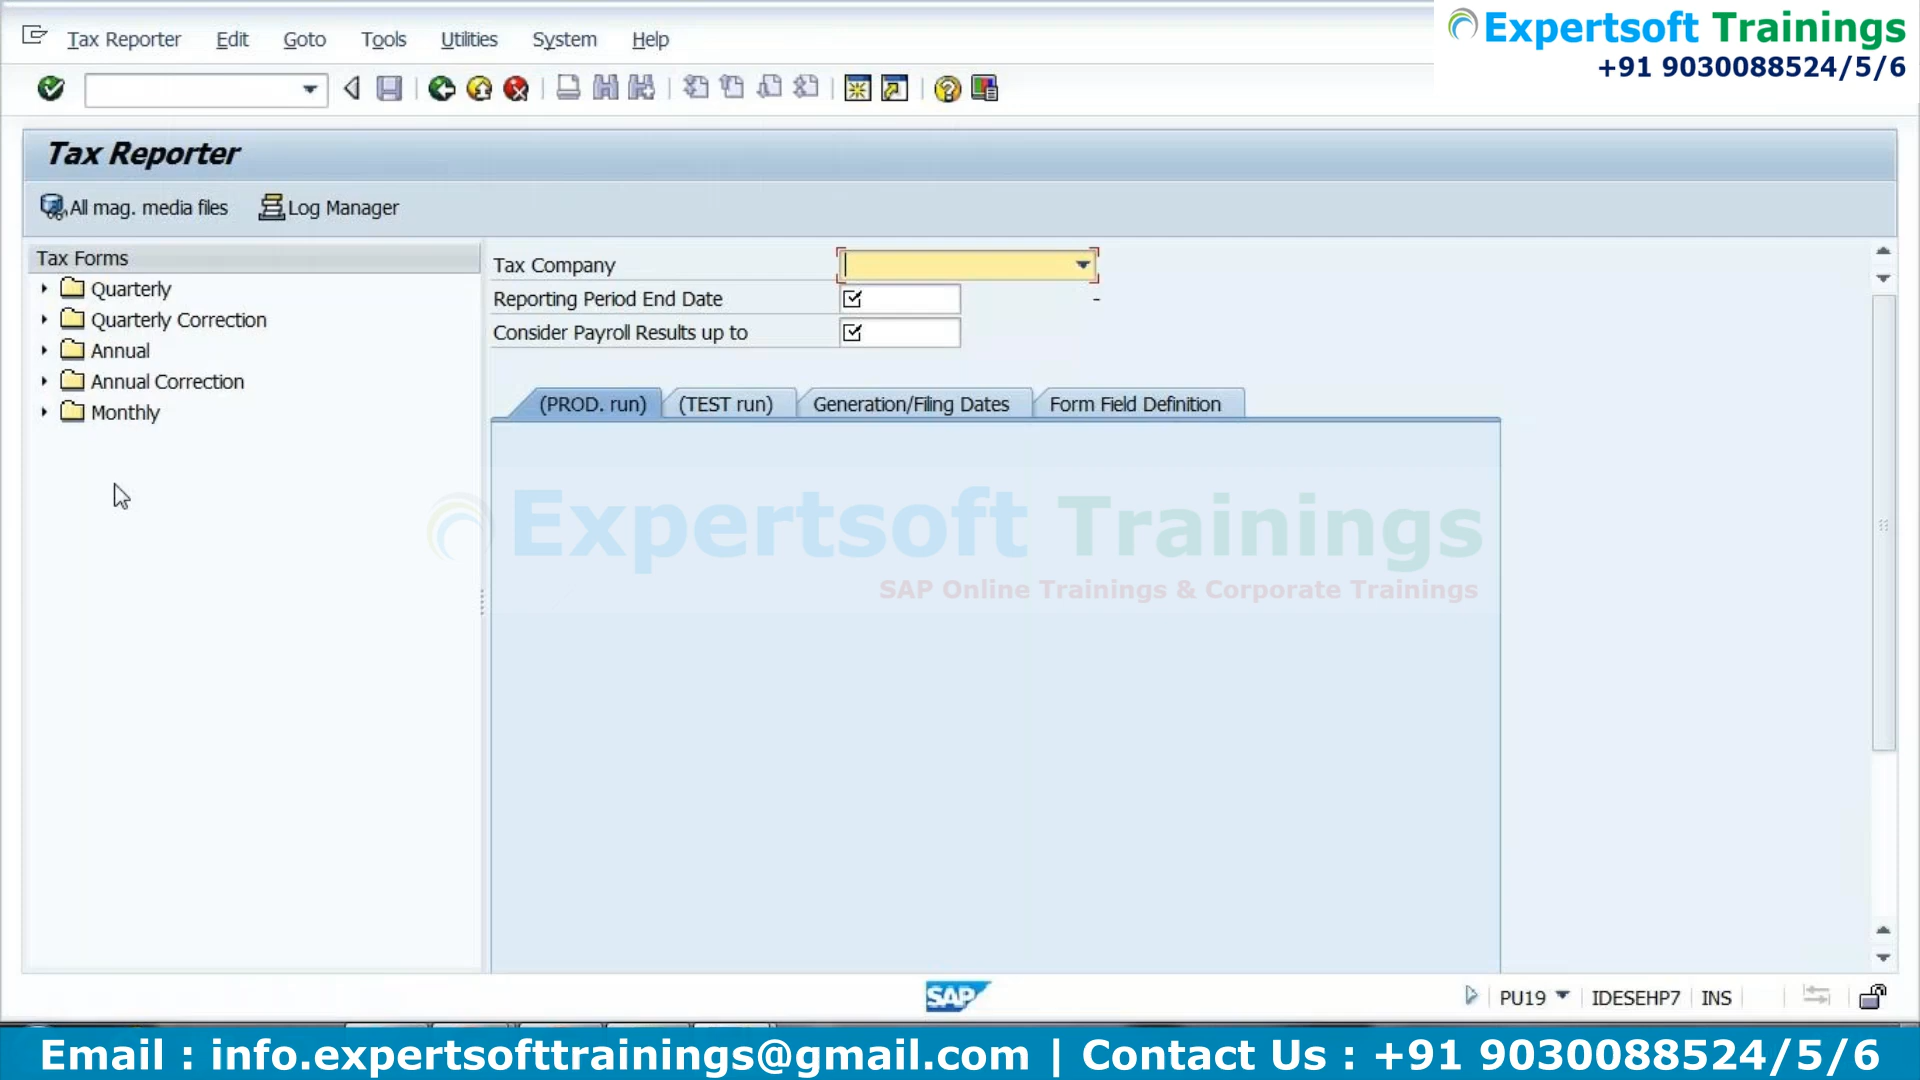 Tax Reporter Edit Goto Tools Utilities System Help
Expertsoft Trainings
+91 9030088524/5/6
Tax Reporter
All mag. media files Log Manager
Tax Forms
Quarterly
Quarterly Correction
Annual
Annual Correction
Monthly
Tax Company
Reporting Period End Date -
Consider Payroll Results up to
(PROD. run) (TEST run) Generation/Filing Dates Form Field Definition
Expertsoft Trainings
SAP Online Trainings & Corporate Trainings
SAP
PU19 IDESEHP7 INS
Email : info.expertsofttrainings@gmail.com | Contact Us : +91 9030088524/5/6